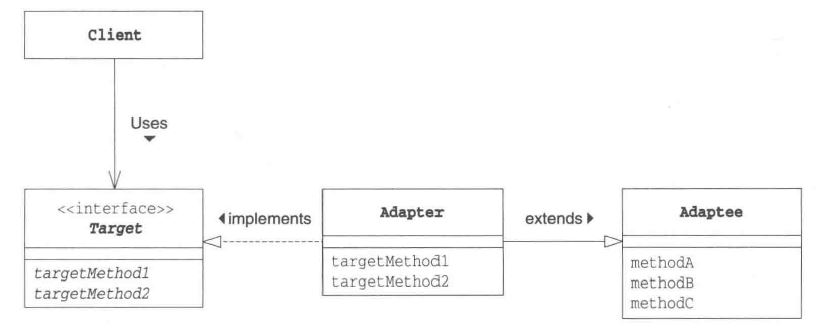 Client
Uses
<<interface>>
Target
targetMethod1
targetMethod2
implements
Adapter
targetMethod1
targetMethod2
extends
Adaptee
methodA
methodB
methodC